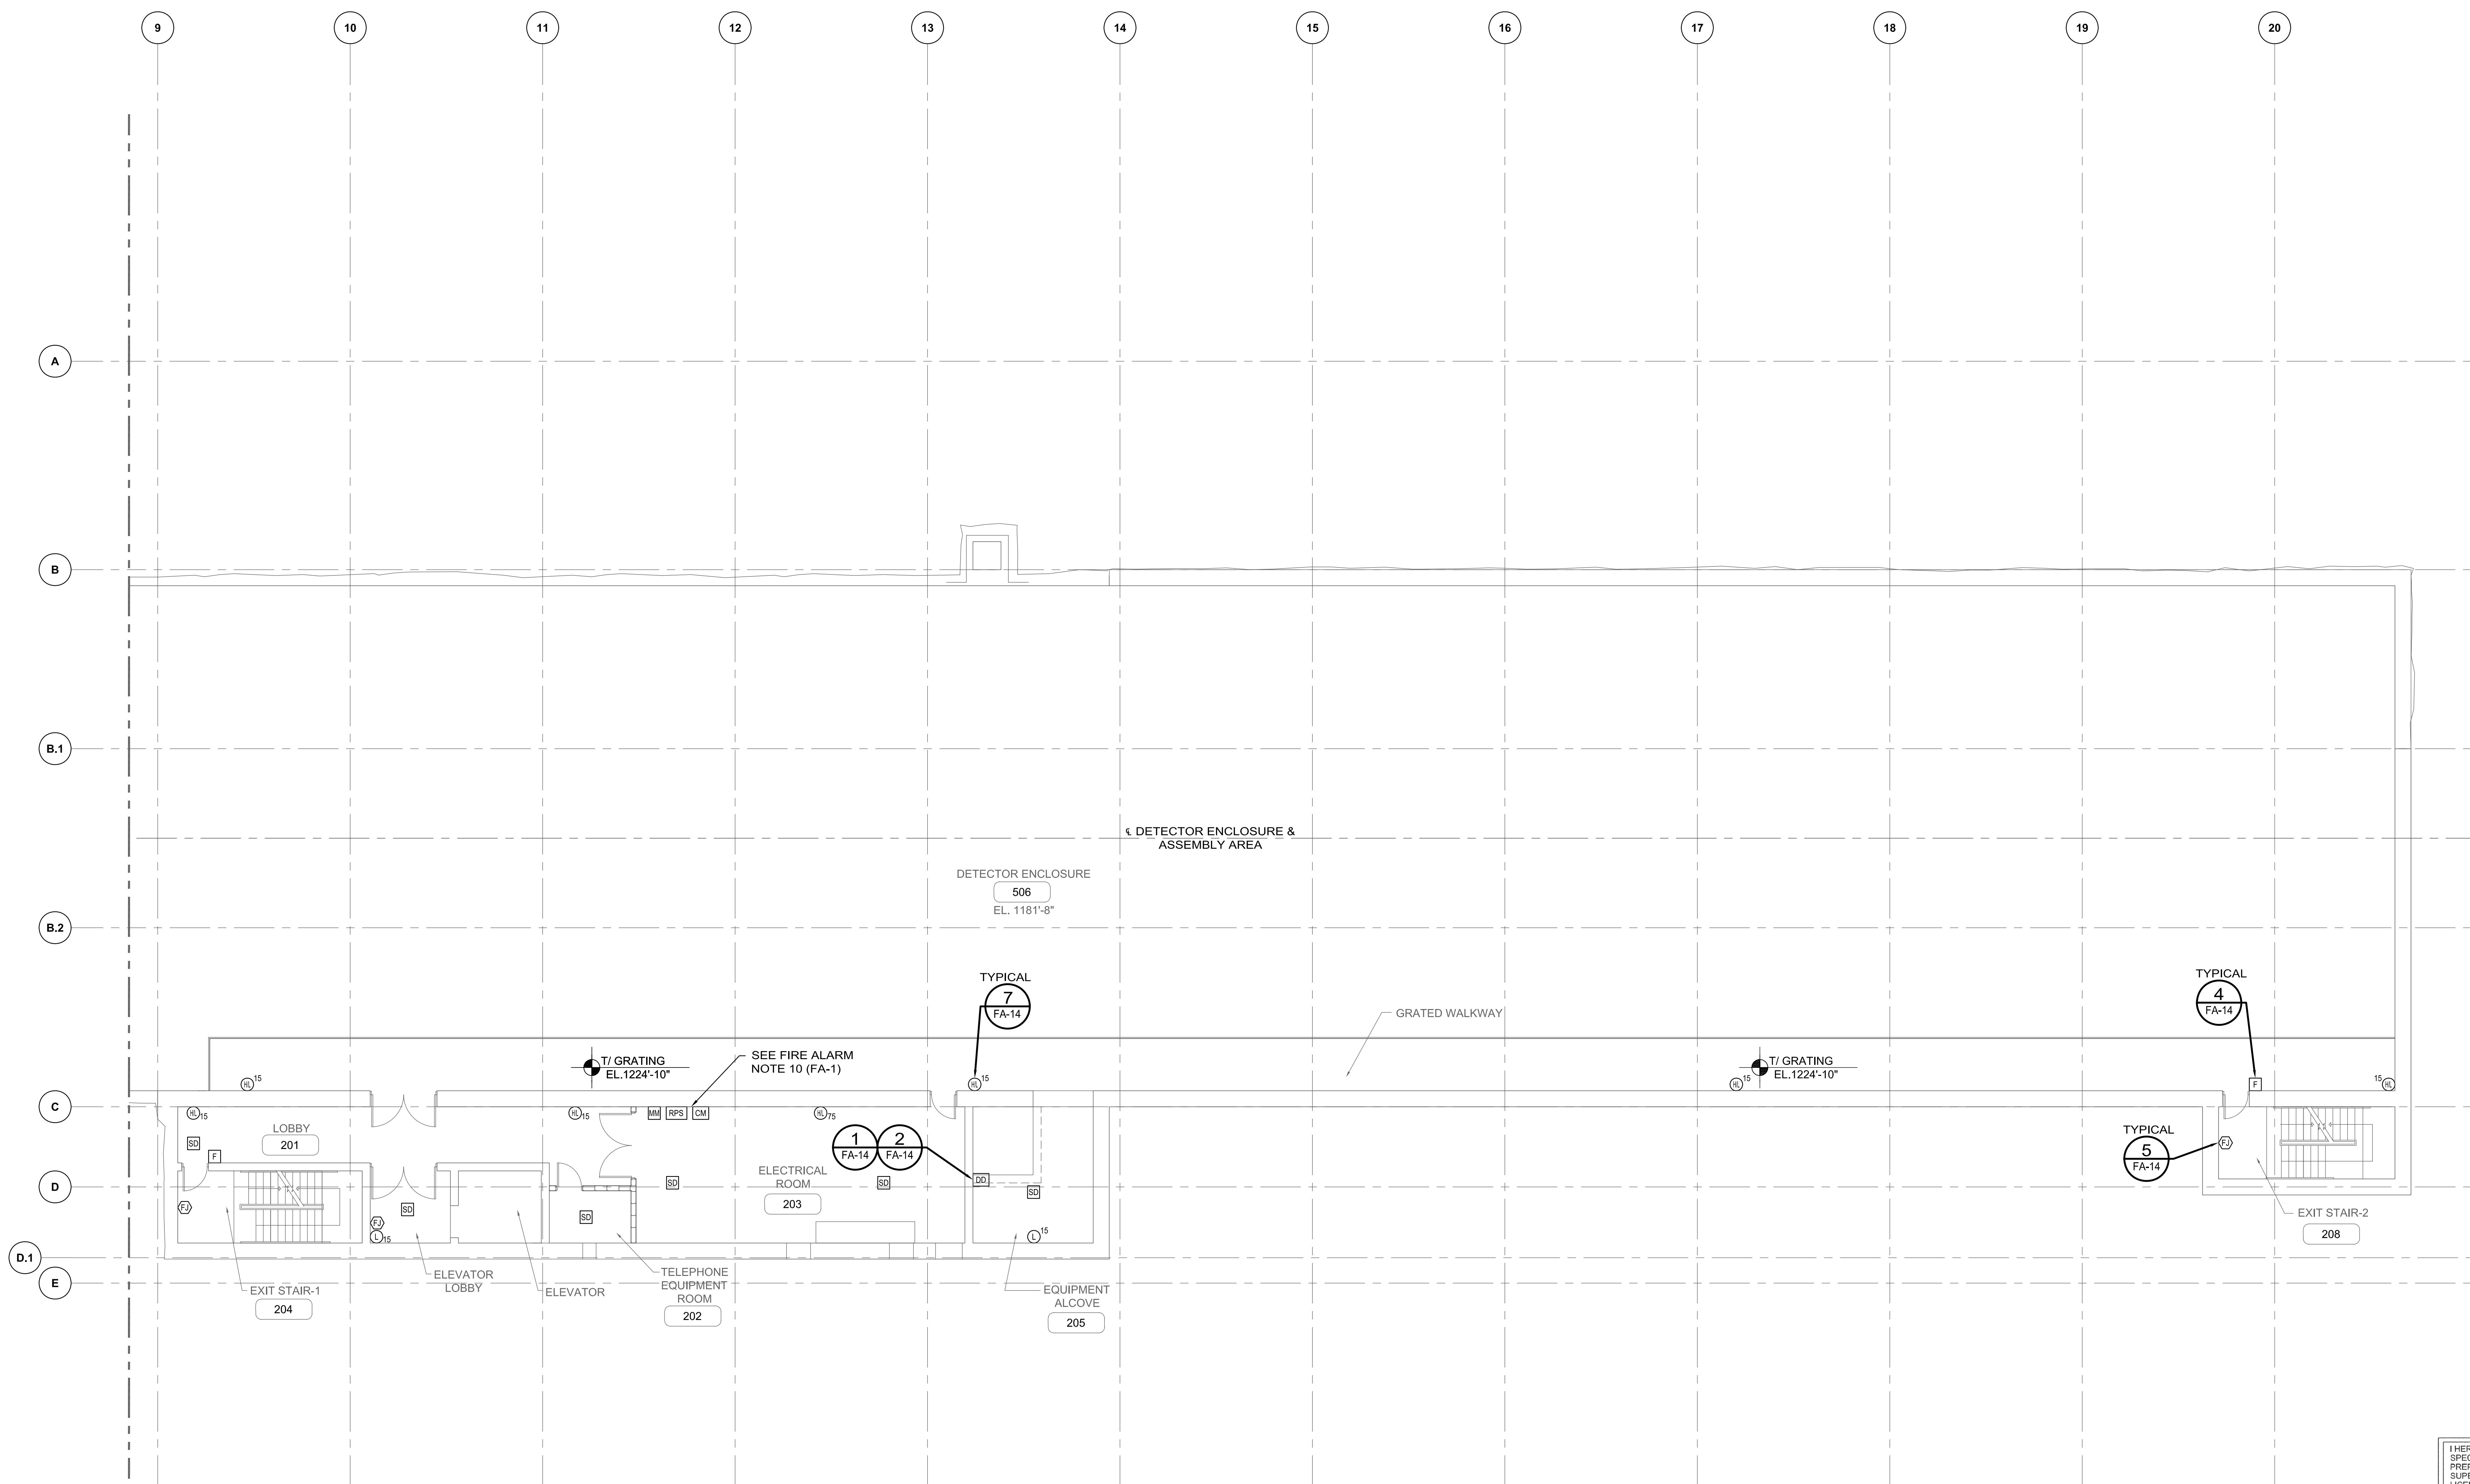 9 10 11 12 13 14 15 16 17 18 19 20
A
B
B.1
℄ DETECTOR ENCLOSURE &
ASSEMBLY AREA
DETECTOR ENCLOSURE
506
EL. 1181'-8"
B.2
TYPICAL
7
FA-14
TYPICAL
4
FA-14
GRATED WALKWAY
SEE FIRE ALARM
NOTE 10 (FA-1)
T/ GRATING
EL.1224'-10"
T/ GRATING
EL.1224'-10"
HL 15
HL 15
HL 15
F
15 HL
C
HL 15
HL 15
MM RPS CM
HL 75
LOBBY
201
SD
F
1
FA-14
2
FA-14
TYPICAL
5
FA-14
FJ
ELECTRICAL
ROOM
203
D
SD
SD
DD
SD
FJ
SD
FJ
L 15
SD
L 15
EXIT STAIR-2
208
D.1
E
EXIT STAIR-1
204
ELEVATOR
LOBBY
ELEVATOR
TELEPHONE
EQUIPMENT
ROOM
202
EQUIPMENT
ALCOVE
205
I HER
SPEC
PREP
SUPE